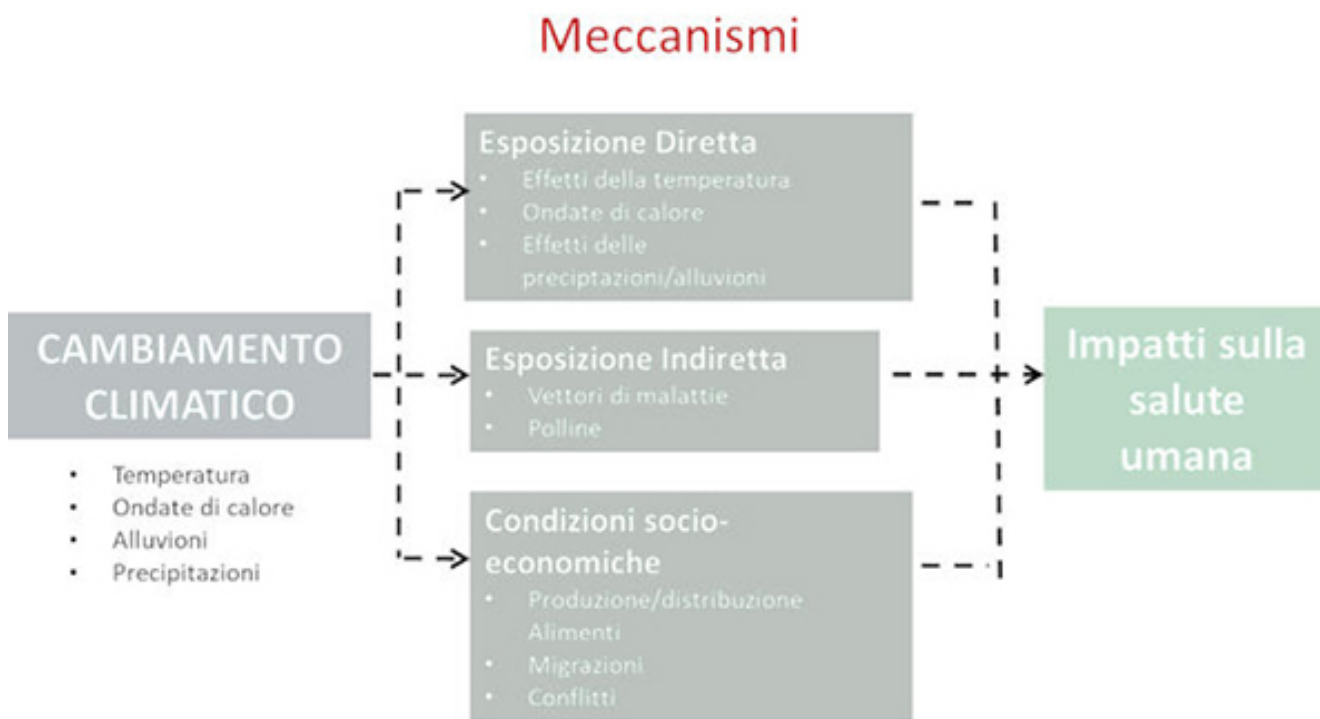 Meccanismi
Esposizione Diretta
• Effetti della temperatura
• Ondate di calore
• Effetti delle
preciptazioni/alluvioni
CAMBIAMENTO
CLIMATICO
• Temperatura
• Ondate di calore
• Alluvioni
• Precipitazioni
Esposizione Indiretta
• Vettori di malattie
• Polline
Condizioni socio-
economiche
• Produzione/distribuzione
Alimenti
• Migrazioni
• Conflitti
Impatti sulla
salute
umana